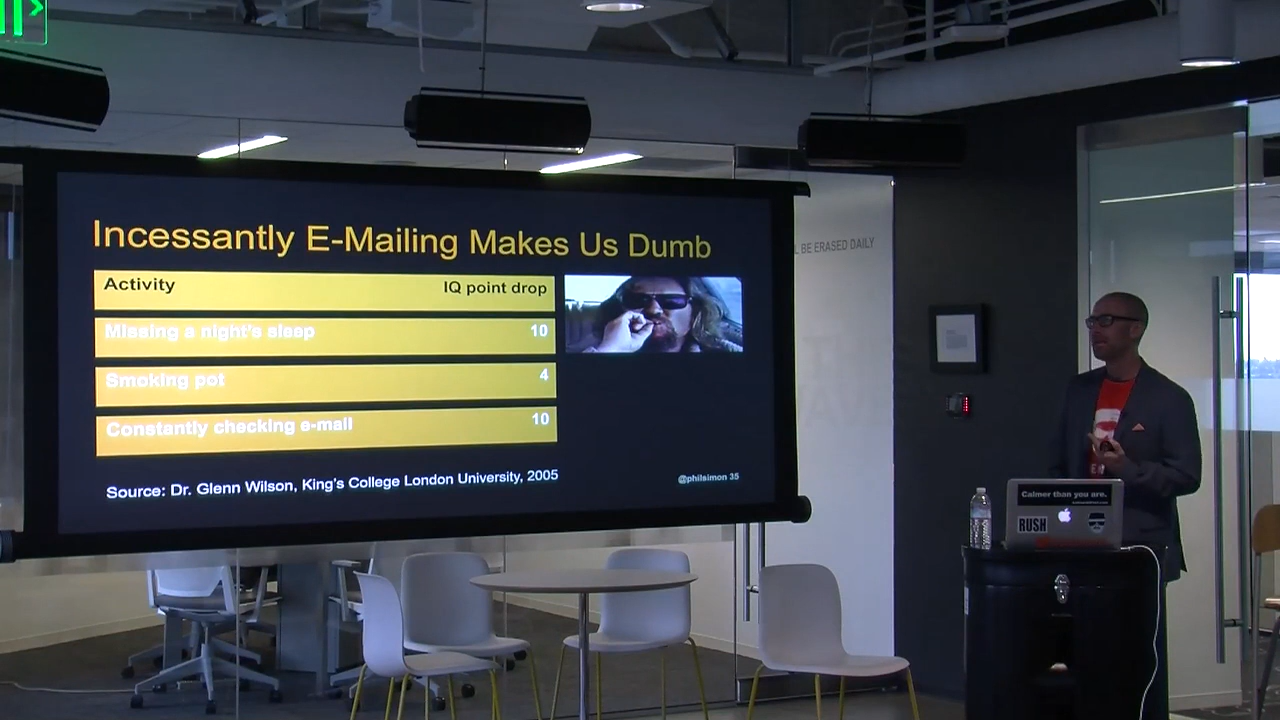 Incessantly E-Mailing Makes Us Dumb
Activity IQ point drop
Missing a night's sleep 10
Smoking pot 4
Constantly checking e-mail 10
Source: Dr. Glenn Wilson, King's College London University, 2005
@philsimon 35
BE ERASED DAILY
Calmer than you are.
RUSH